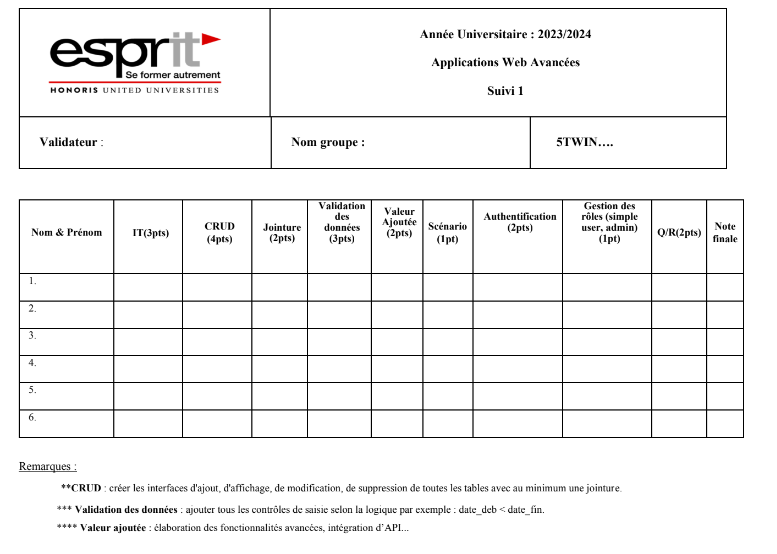 esprit
Se former autrement
HONORIS UNITED UNIVERSITIES
Année Universitaire : 2023/2024
Applications Web Avancées
Suivi 1
Validateur :
Nom groupe :
5TWIN….
Nom & Prénom
IT(3pts)
CRUD
(4pts)
Jointure
(2pts)
Validation
des
données
(3pts)
Valeur
Ajoutée
(2pts)
Scénario
(1pt)
Authentification
(2pts)
Gestion des
rôles (simple
user, admin)
(1pt)
Q/R(2pts)
Note
finale
1.
2.
3.
4.
5.
6.
Remarques :
**CRUD : créer les interfaces d'ajout, d'affichage, de modification, de suppression de toutes les tables avec au minimum une jointure.
*** Validation des données : ajouter tous les contrôles de saisie selon la logique par exemple : date_deb < date_fin.
**** Valeur ajoutée : élaboration des fonctionnalités avancées, intégration d’API...